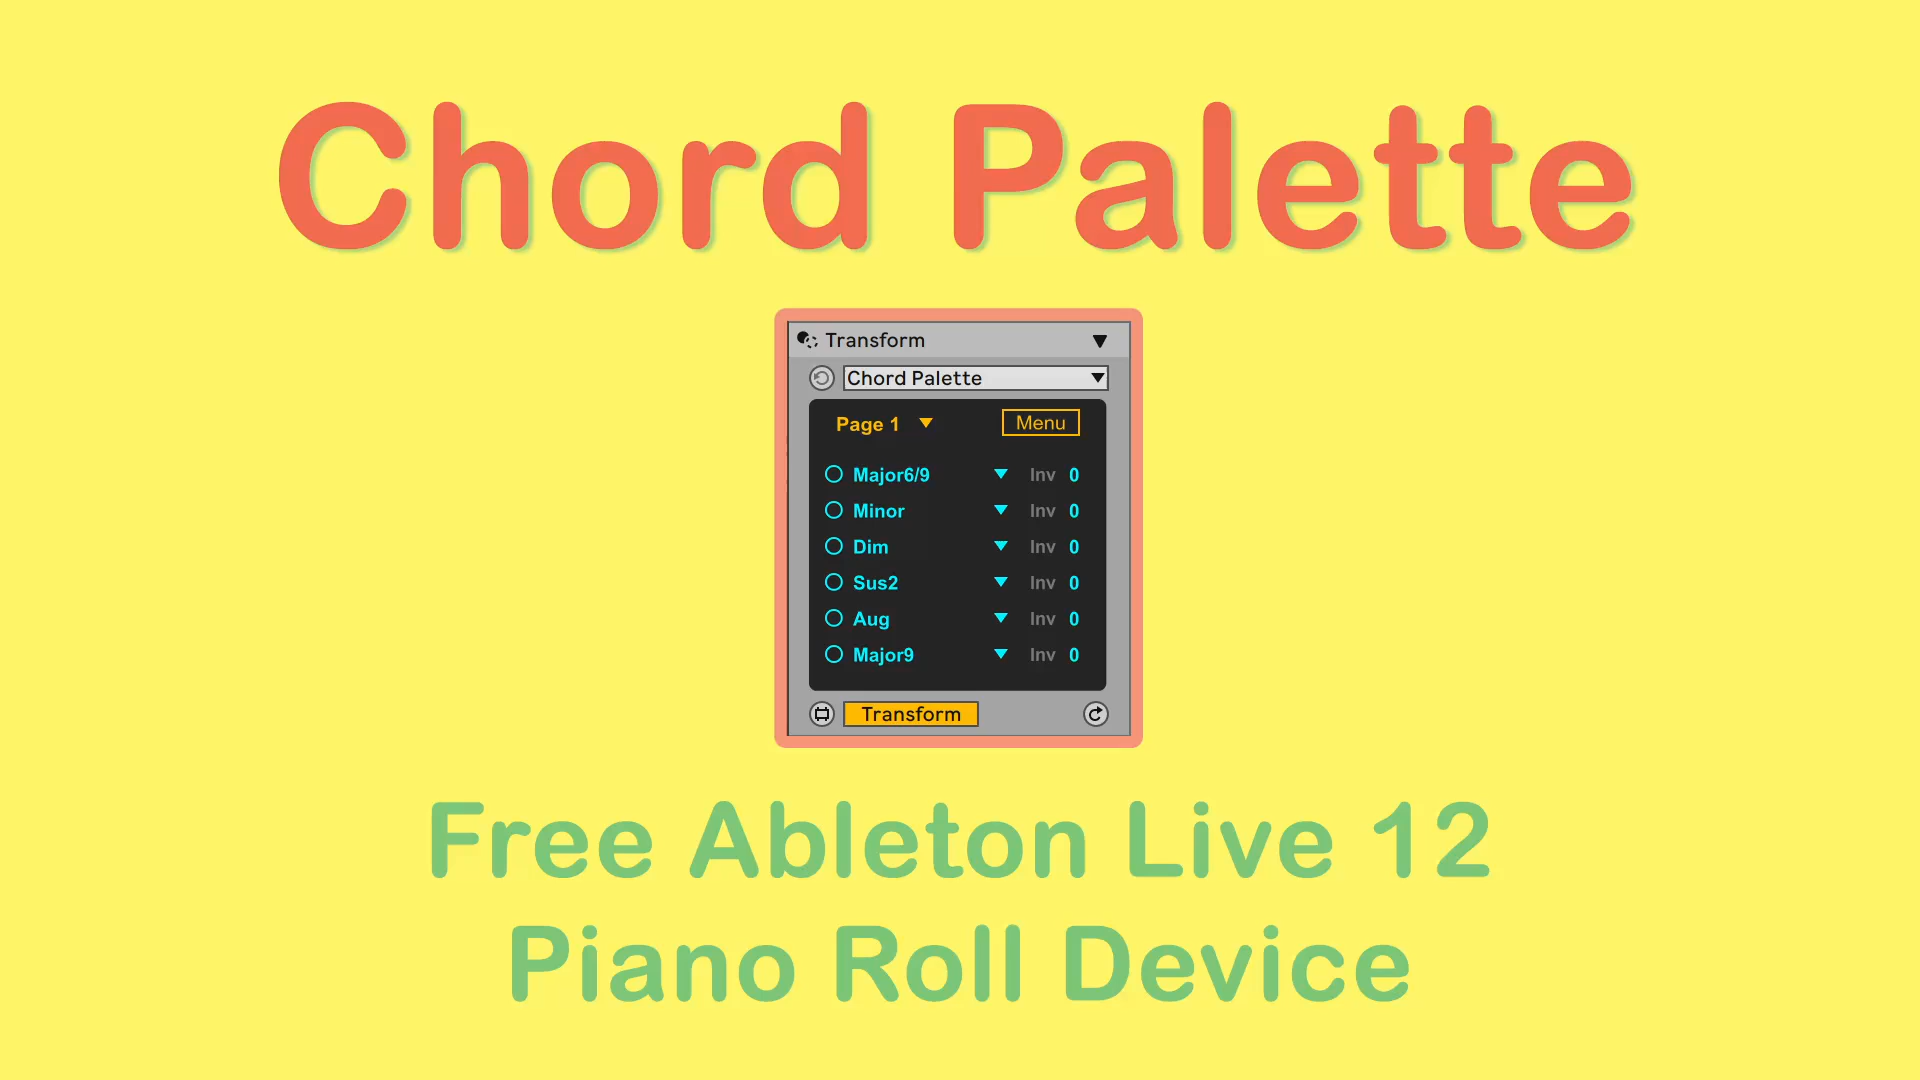 Chord Palette
Transform
Chord Palette
Page 1 Menu
Major6/9 Inv 0
Minor Inv 0
Dim Inv 0
Sus2 Inv 0
Aug Inv 0
Major9 Inv 0
Transform
Free Ableton Live 12
Piano Roll Device